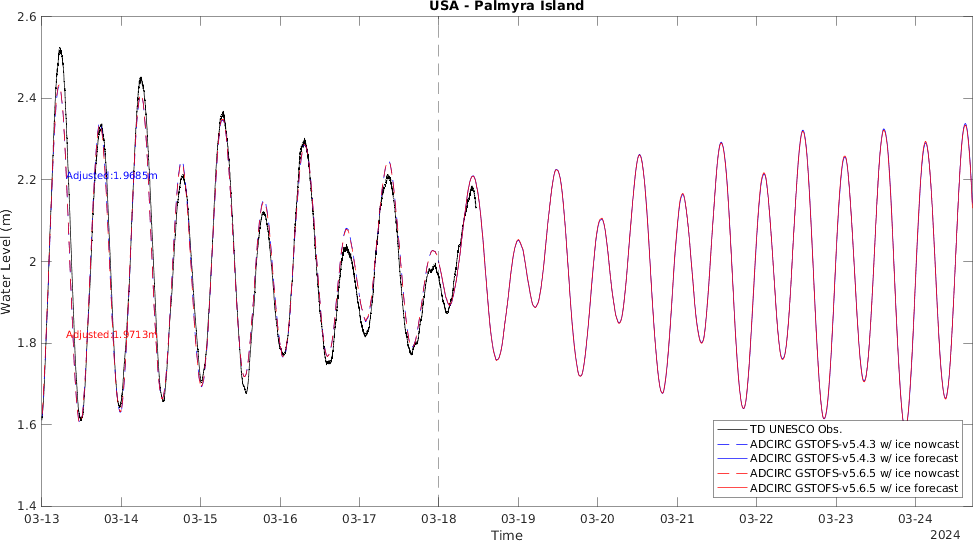 USA - Palmyra Island
2.6
2.4
2.2
2
1.8
1.6
1.4
Water Level (m)
Adjusted:1.9685m
Adjusted:1.9713m
TD UNESCO Obs.
ADCIRC GSTOFS-v5.4.3 w/ ice nowcast
ADCIRC GSTOFS-v5.4.3 w/ ice forecast
ADCIRC GSTOFS-v5.6.5 w/ ice nowcast
ADCIRC GSTOFS-v5.6.5 w/ ice forecast
03-13 03-14 03-15 03-16 03-17 03-18 03-19 03-20 03-21 03-22 03-23 03-24
Time
2024